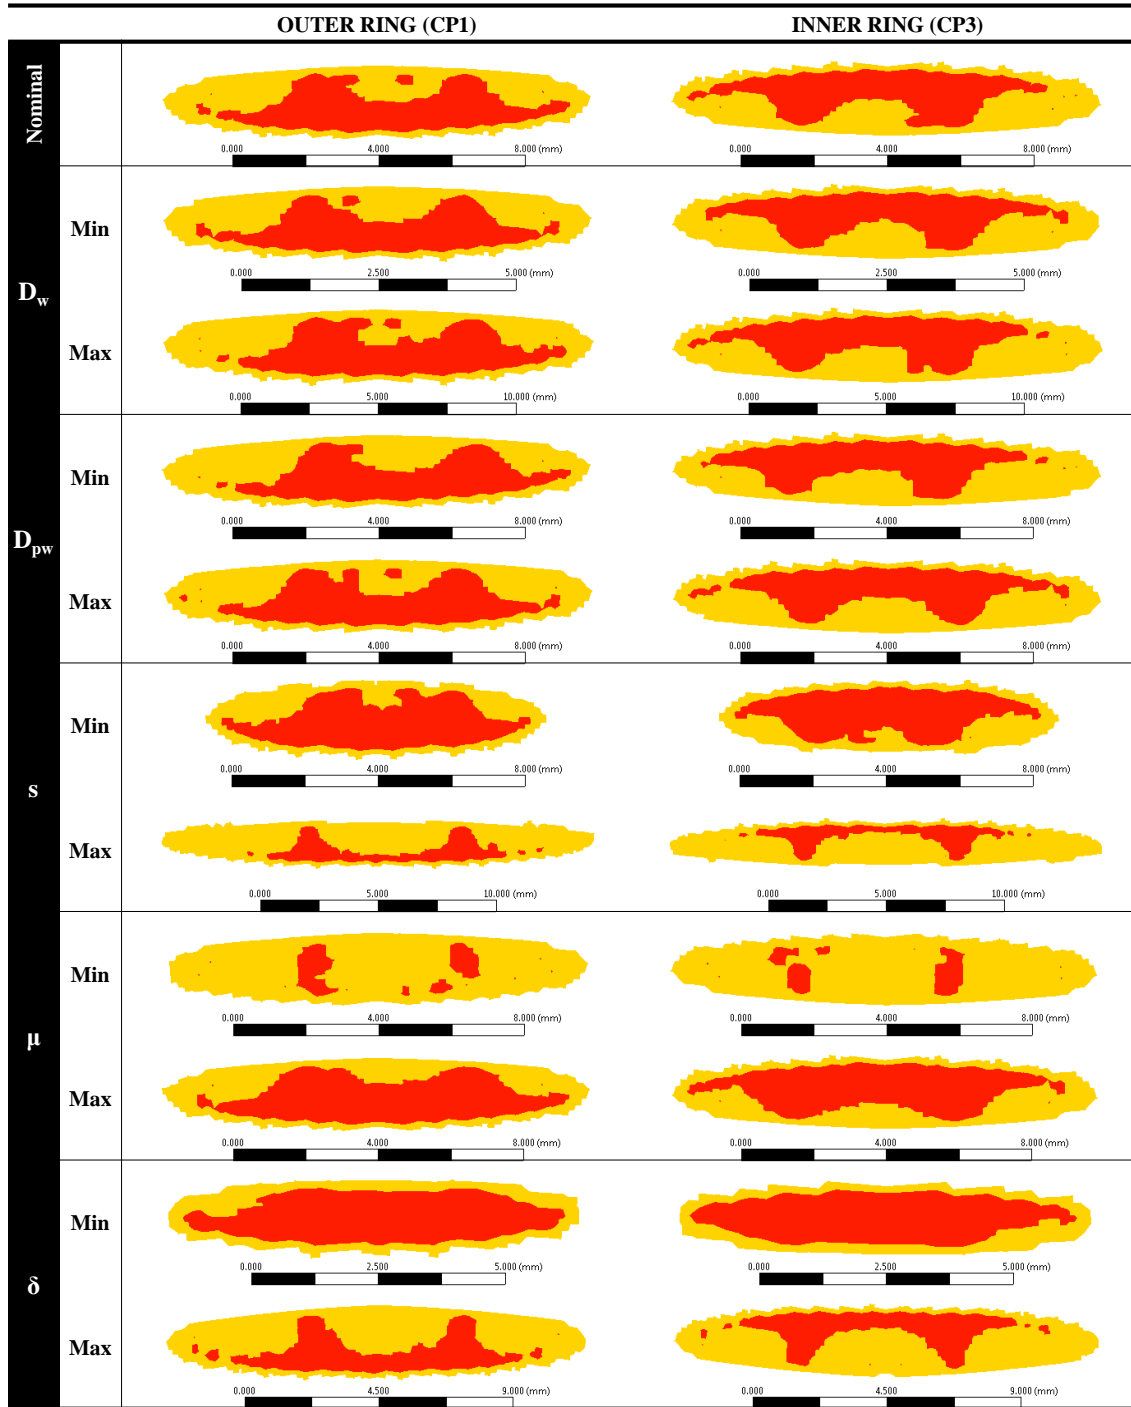 OUTER RING (CP1) INNER RING (CP3)
Nominal
0.000 4.000 8.000 (mm) 0.000 4.000 8.000 (mm)
D_w
Min
0.000 2.500 5.000 (mm) 0.000 2.500 5.000 (mm)
Max
0.000 5.000 10.000 (mm) 0.000 5.000 10.000 (mm)
D_pw
Min
0.000 4.000 8.000 (mm) 0.000 4.000 8.000 (mm)
Max
0.000 4.000 8.000 (mm) 0.000 4.000 8.000 (mm)
s
Min
0.000 4.000 8.000 (mm) 0.000 4.000 8.000 (mm)
Max
0.000 5.000 10.000 (mm) 0.000 5.000 10.000 (mm)
μ
Min
0.000 4.000 8.000 (mm) 0.000 4.000 8.000 (mm)
Max
0.000 4.000 8.000 (mm) 0.000 4.000 8.000 (mm)
δ
Min
0.000 2.500 5.000 (mm) 0.000 2.500 5.000 (mm)
Max
0.000 4.500 9.000 (mm) 0.000 4.500 9.000 (mm)